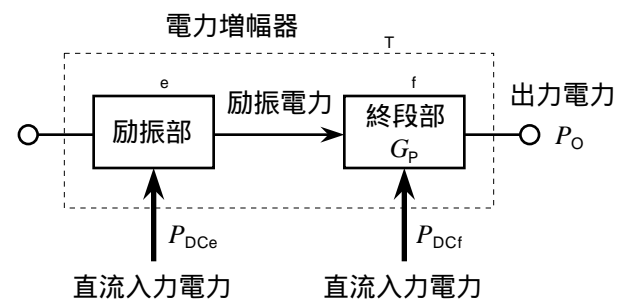 電力増幅器
T
e
f
励振部
励振電力
終段部
G_P
出力電力
P_O
P_DCe
P_DCf
直流入力電力
直流入力電力